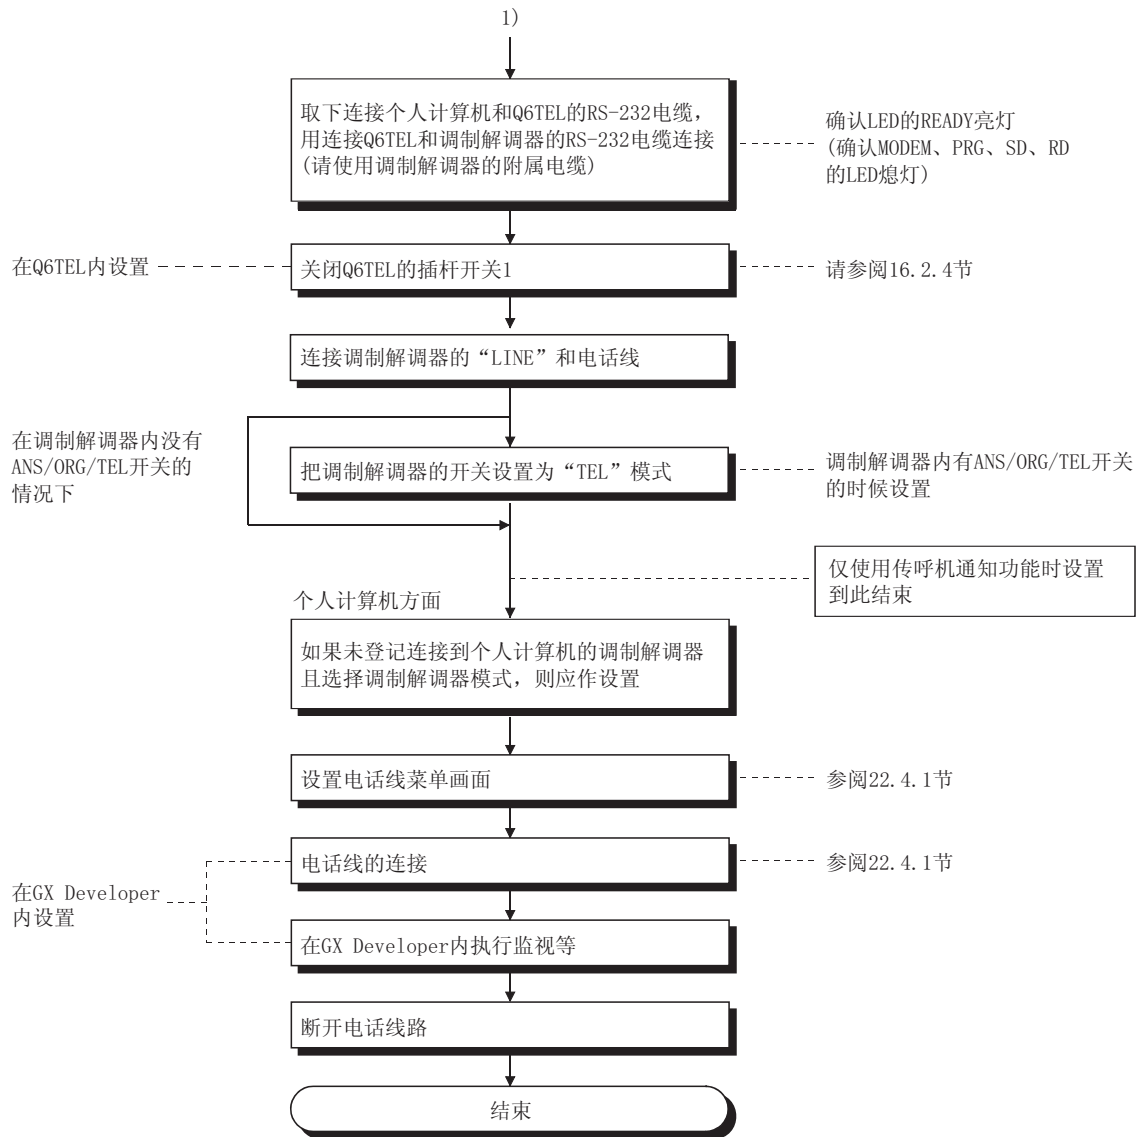 1)
取下连接个人计算机和Q6TEL的RS-232电缆，
用连接Q6TEL和调制解调器的RS-232电缆连接
(请使用调制解调器的附属电缆)
确认LED的READY亮灯
(确认MODEM、PRG、SD、RD
的LED熄灯)
在Q6TEL内设置
关闭Q6TEL的插杆开关1
请参阅16.2.4节
连接调制解调器的“LINE”和电话线
在调制解调器内没有
ANS/ORG/TEL开关的
情况下
把调制解调器的开关设置为“TEL”模式
调制解调器内有ANS/ORG/TEL开关
的时候设置
仅使用传呼机通知功能时设置
到此结束
个人计算机方面
如果未登记连接到个人计算机的调制解调器
且选择调制解调器模式，则应作设置
设置电话线菜单画面
参阅22.4.1节
电话线的连接
参阅22.4.1节
在GX Developer
内设置
在GX Developer内执行监视等
断开电话线路
结束